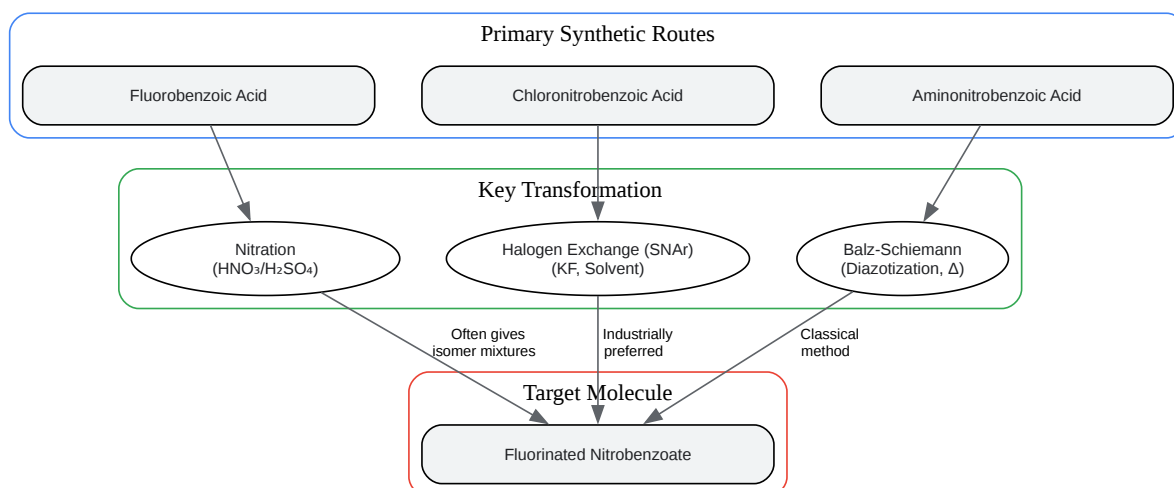 Primary Synthetic Routes
Fluorobenzoic Acid
Chloronitrobenzoic Acid
Aminonitrobenzoic Acid
Key Transformation
Nitration
(HNO₃/H₂SO₄)
Halogen Exchange (SNAr)
(KF, Solvent)
Balz-Schiemann
(Diazotization, Δ)
Often gives
isomer mixtures
Industrially
preferred
Classical
method
Target Molecule
Fluorinated Nitrobenzoate